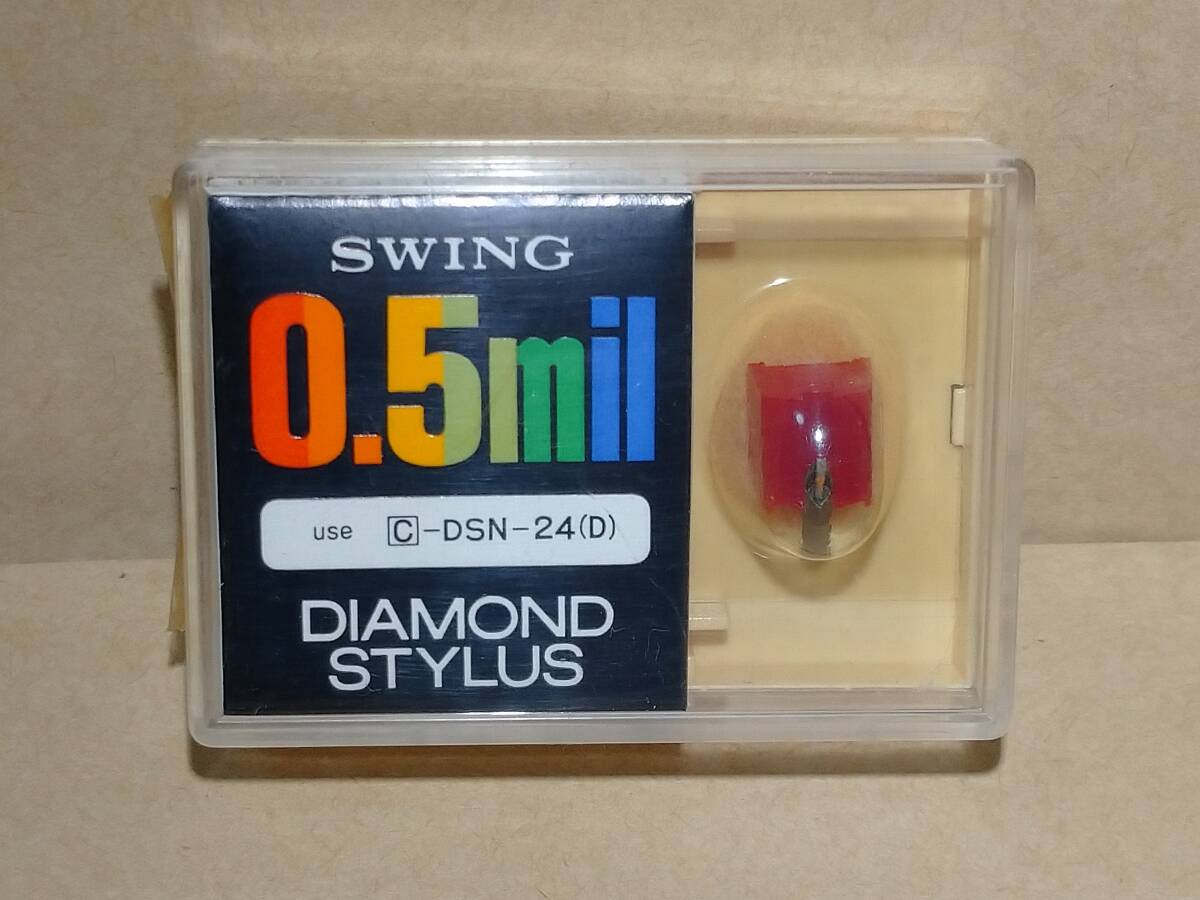 SWING
0.5mil
use C-DSN-24(D)
DIAMOND
STYLUS